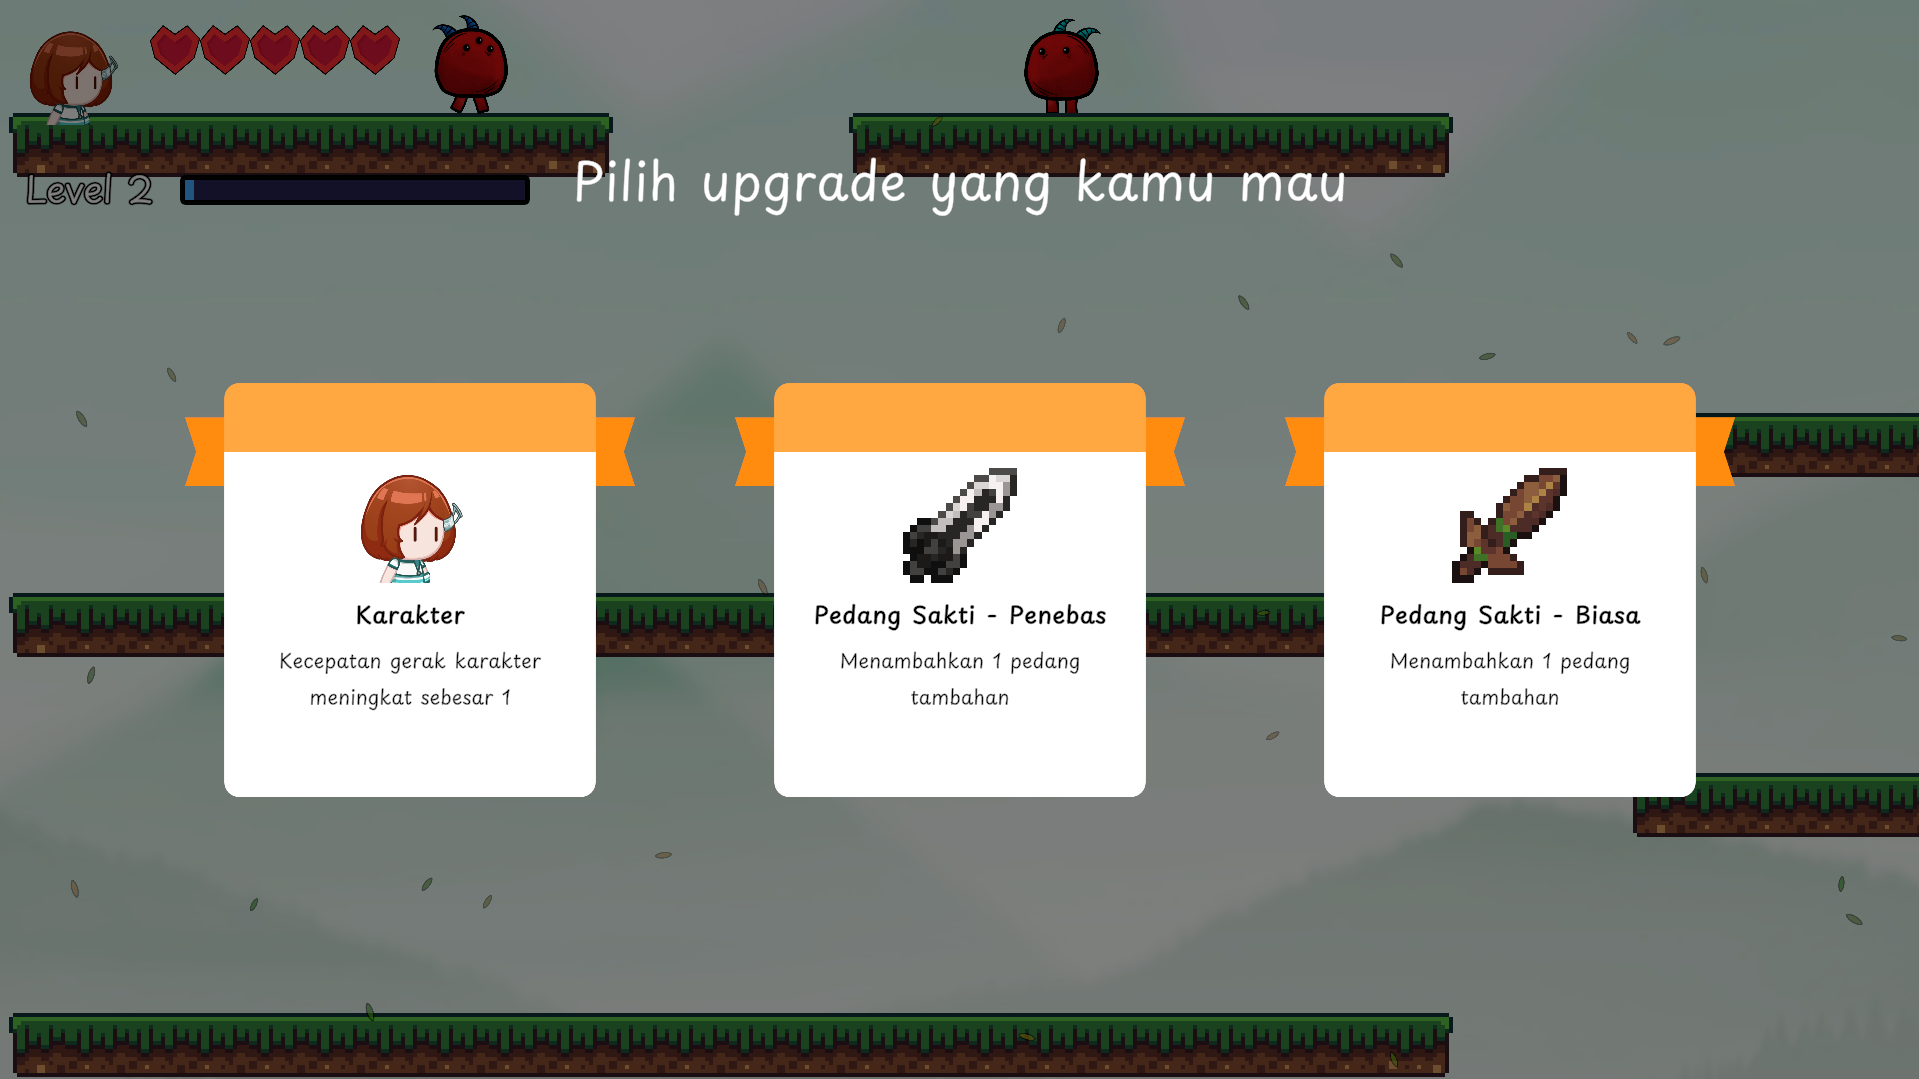 Level 2
Pilih upgrade yang kamu mau
Karakter
Kecepatan gerak karakter
meningkat sebesar 1
Pedang Sakti - Penebas
Menambahkan 1 pedang
tambahan
Pedang Sakti - Biasa
Menambahkan 1 pedang
tambahan